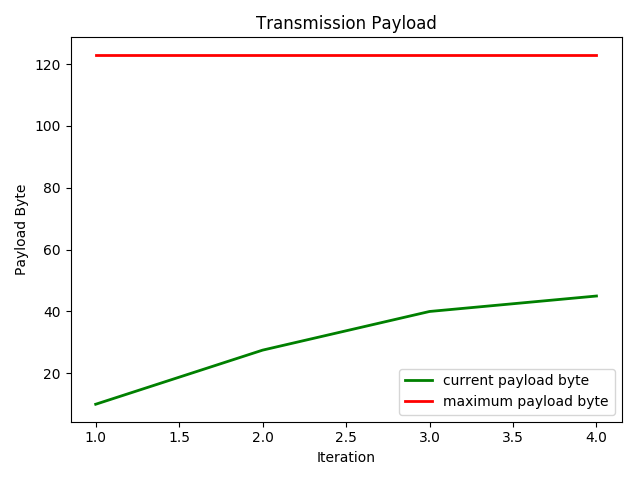 Transmission Payload
Payload Byte
120
100
80
60
40
20
current payload byte
maximum payload byte
1.0 1.5 2.0 2.5 3.0 3.5 4.0
Iteration